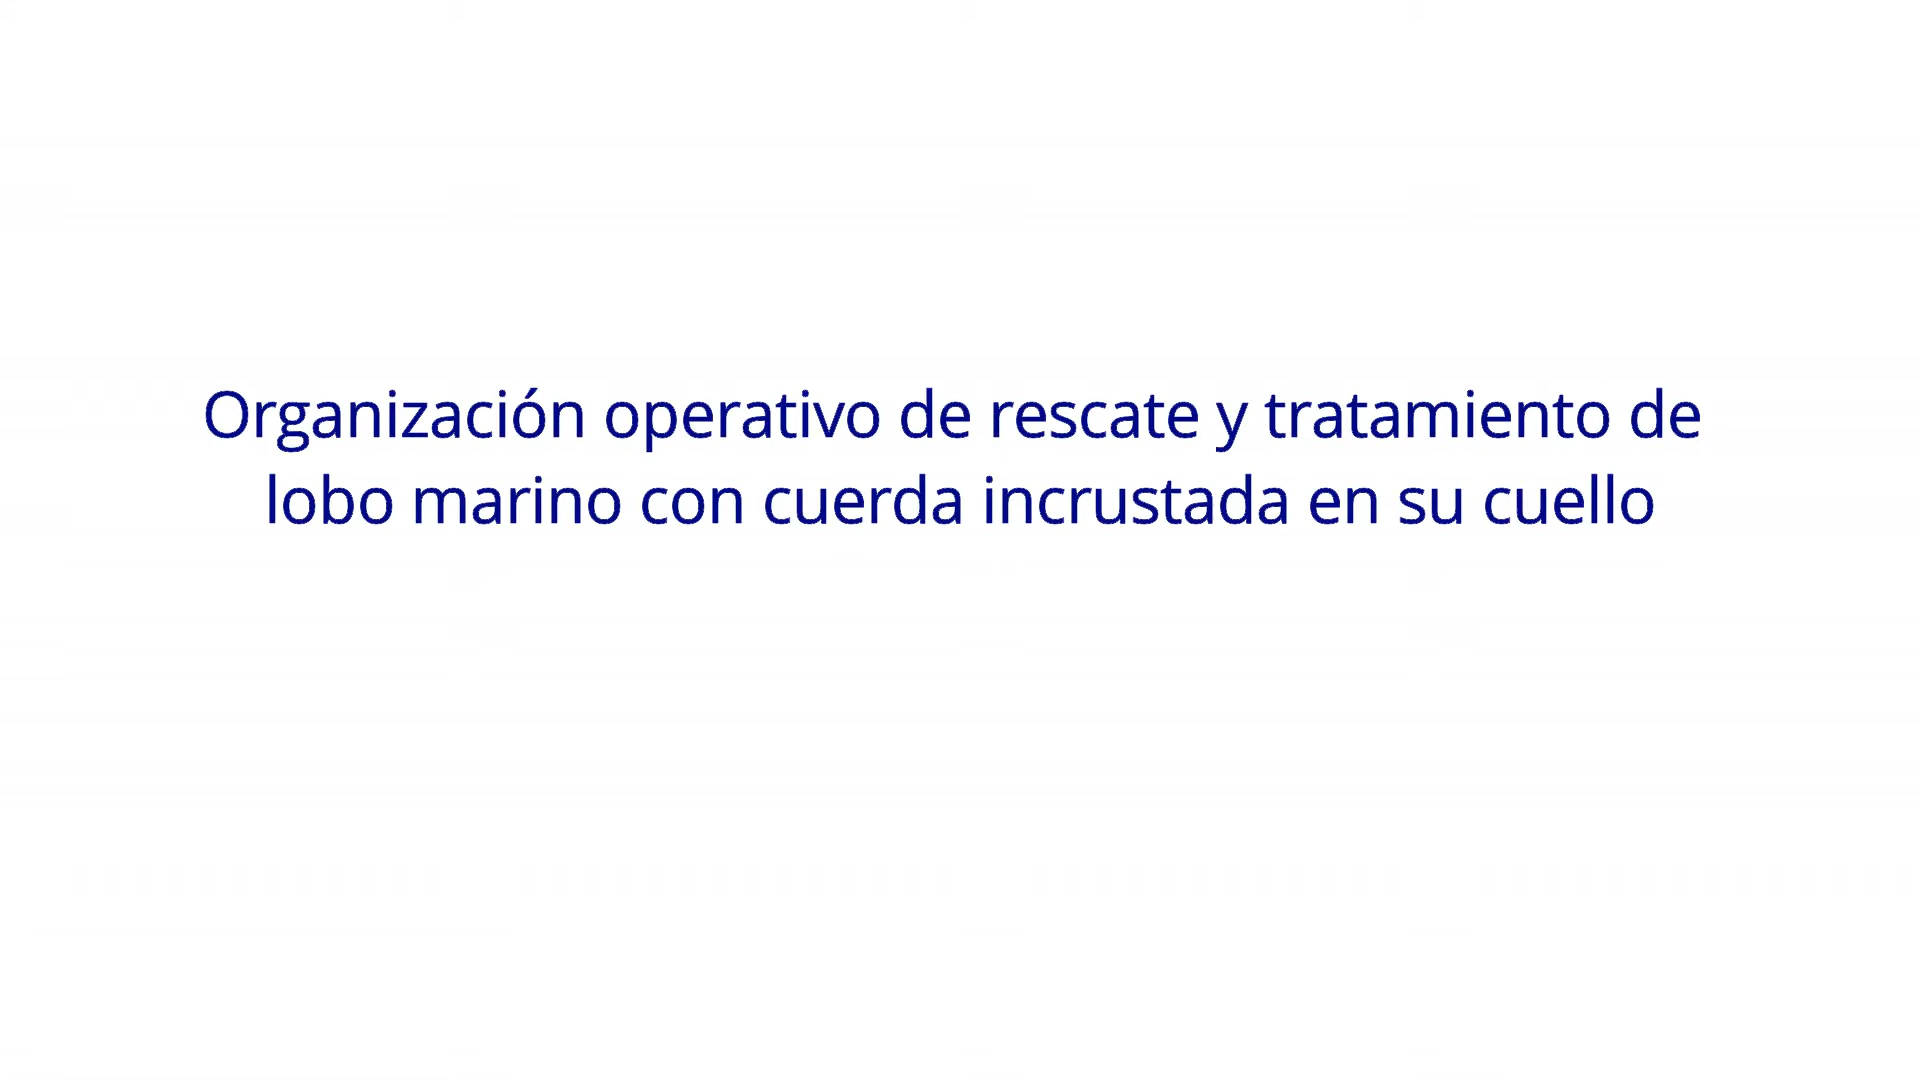 Organización operativo de rescate y tratamiento de
lobo marino con cuerda incrustada en su cuello